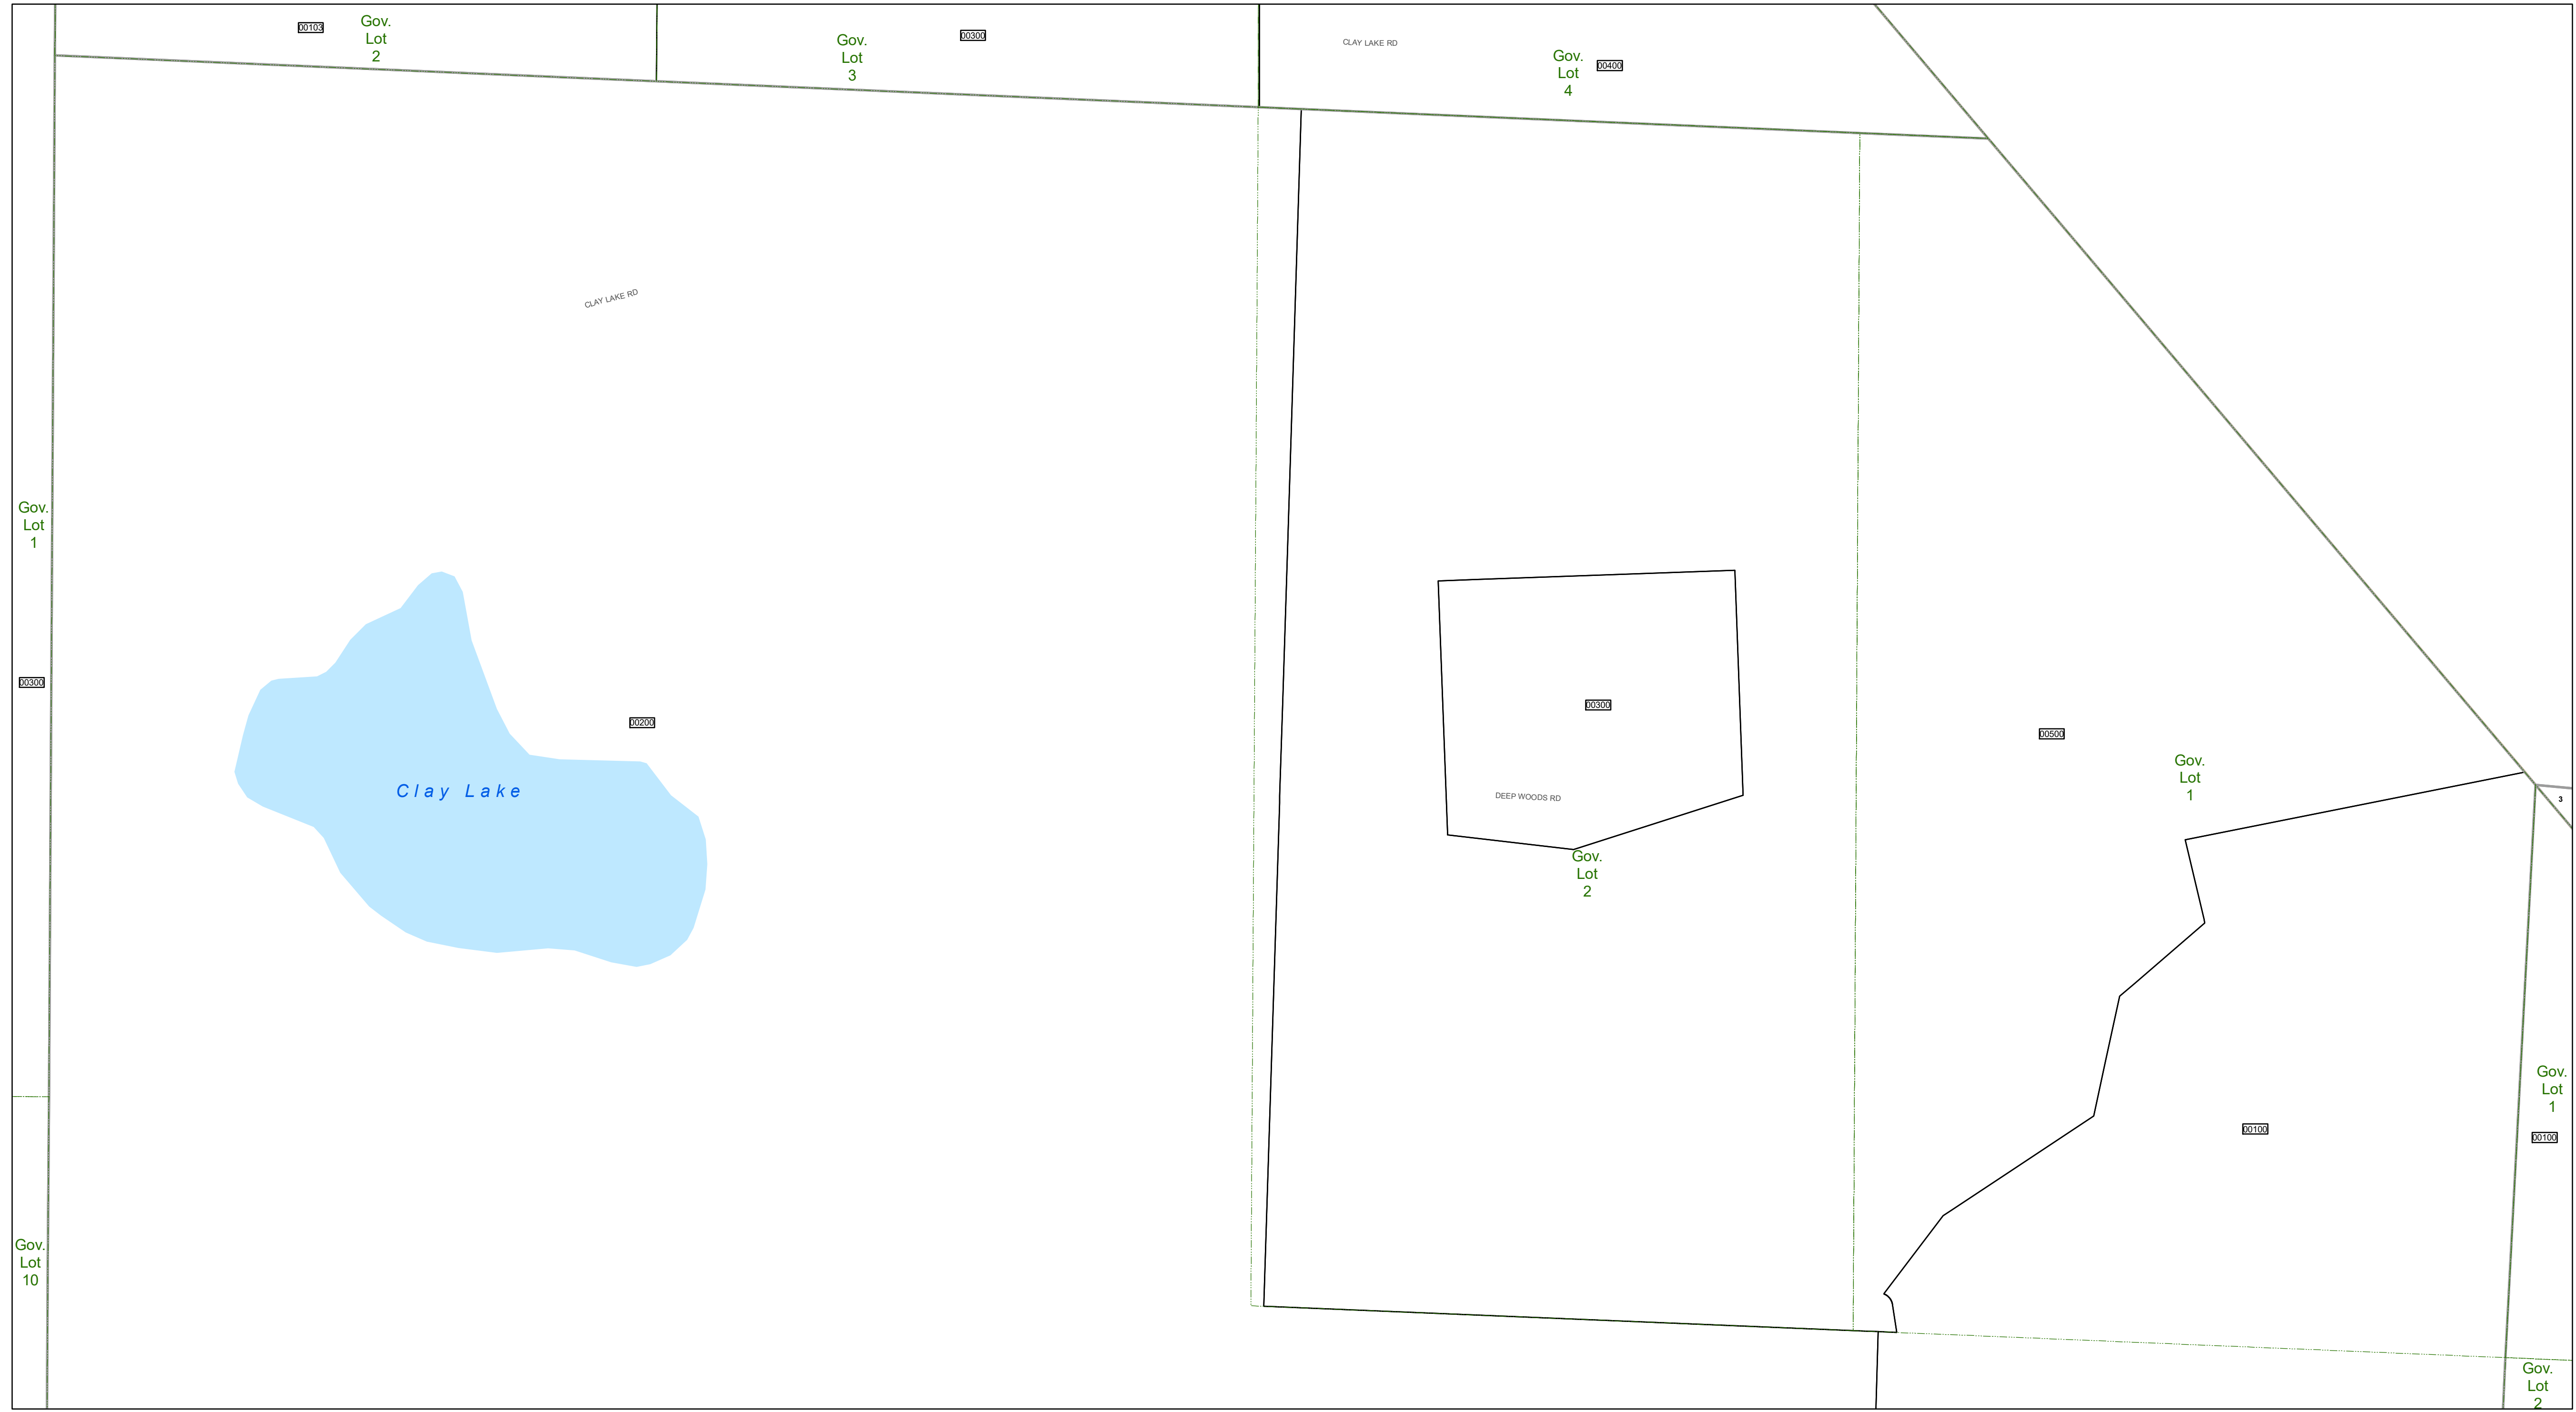 00103
Gov.
Lot
2
Gov.
Lot
3
00300
CLAY LAKE RD
Gov.
Lot
4
00400
CLAY LAKE RD
Gov.
Lot
1
00300
00200
Clay Lake
00300
DEEP WOODS RD
Gov.
Lot
2
00500
Gov.
Lot
1
3
Gov.
Lot
1
00100
00100
Gov.
Lot
10
Gov.
Lot
2